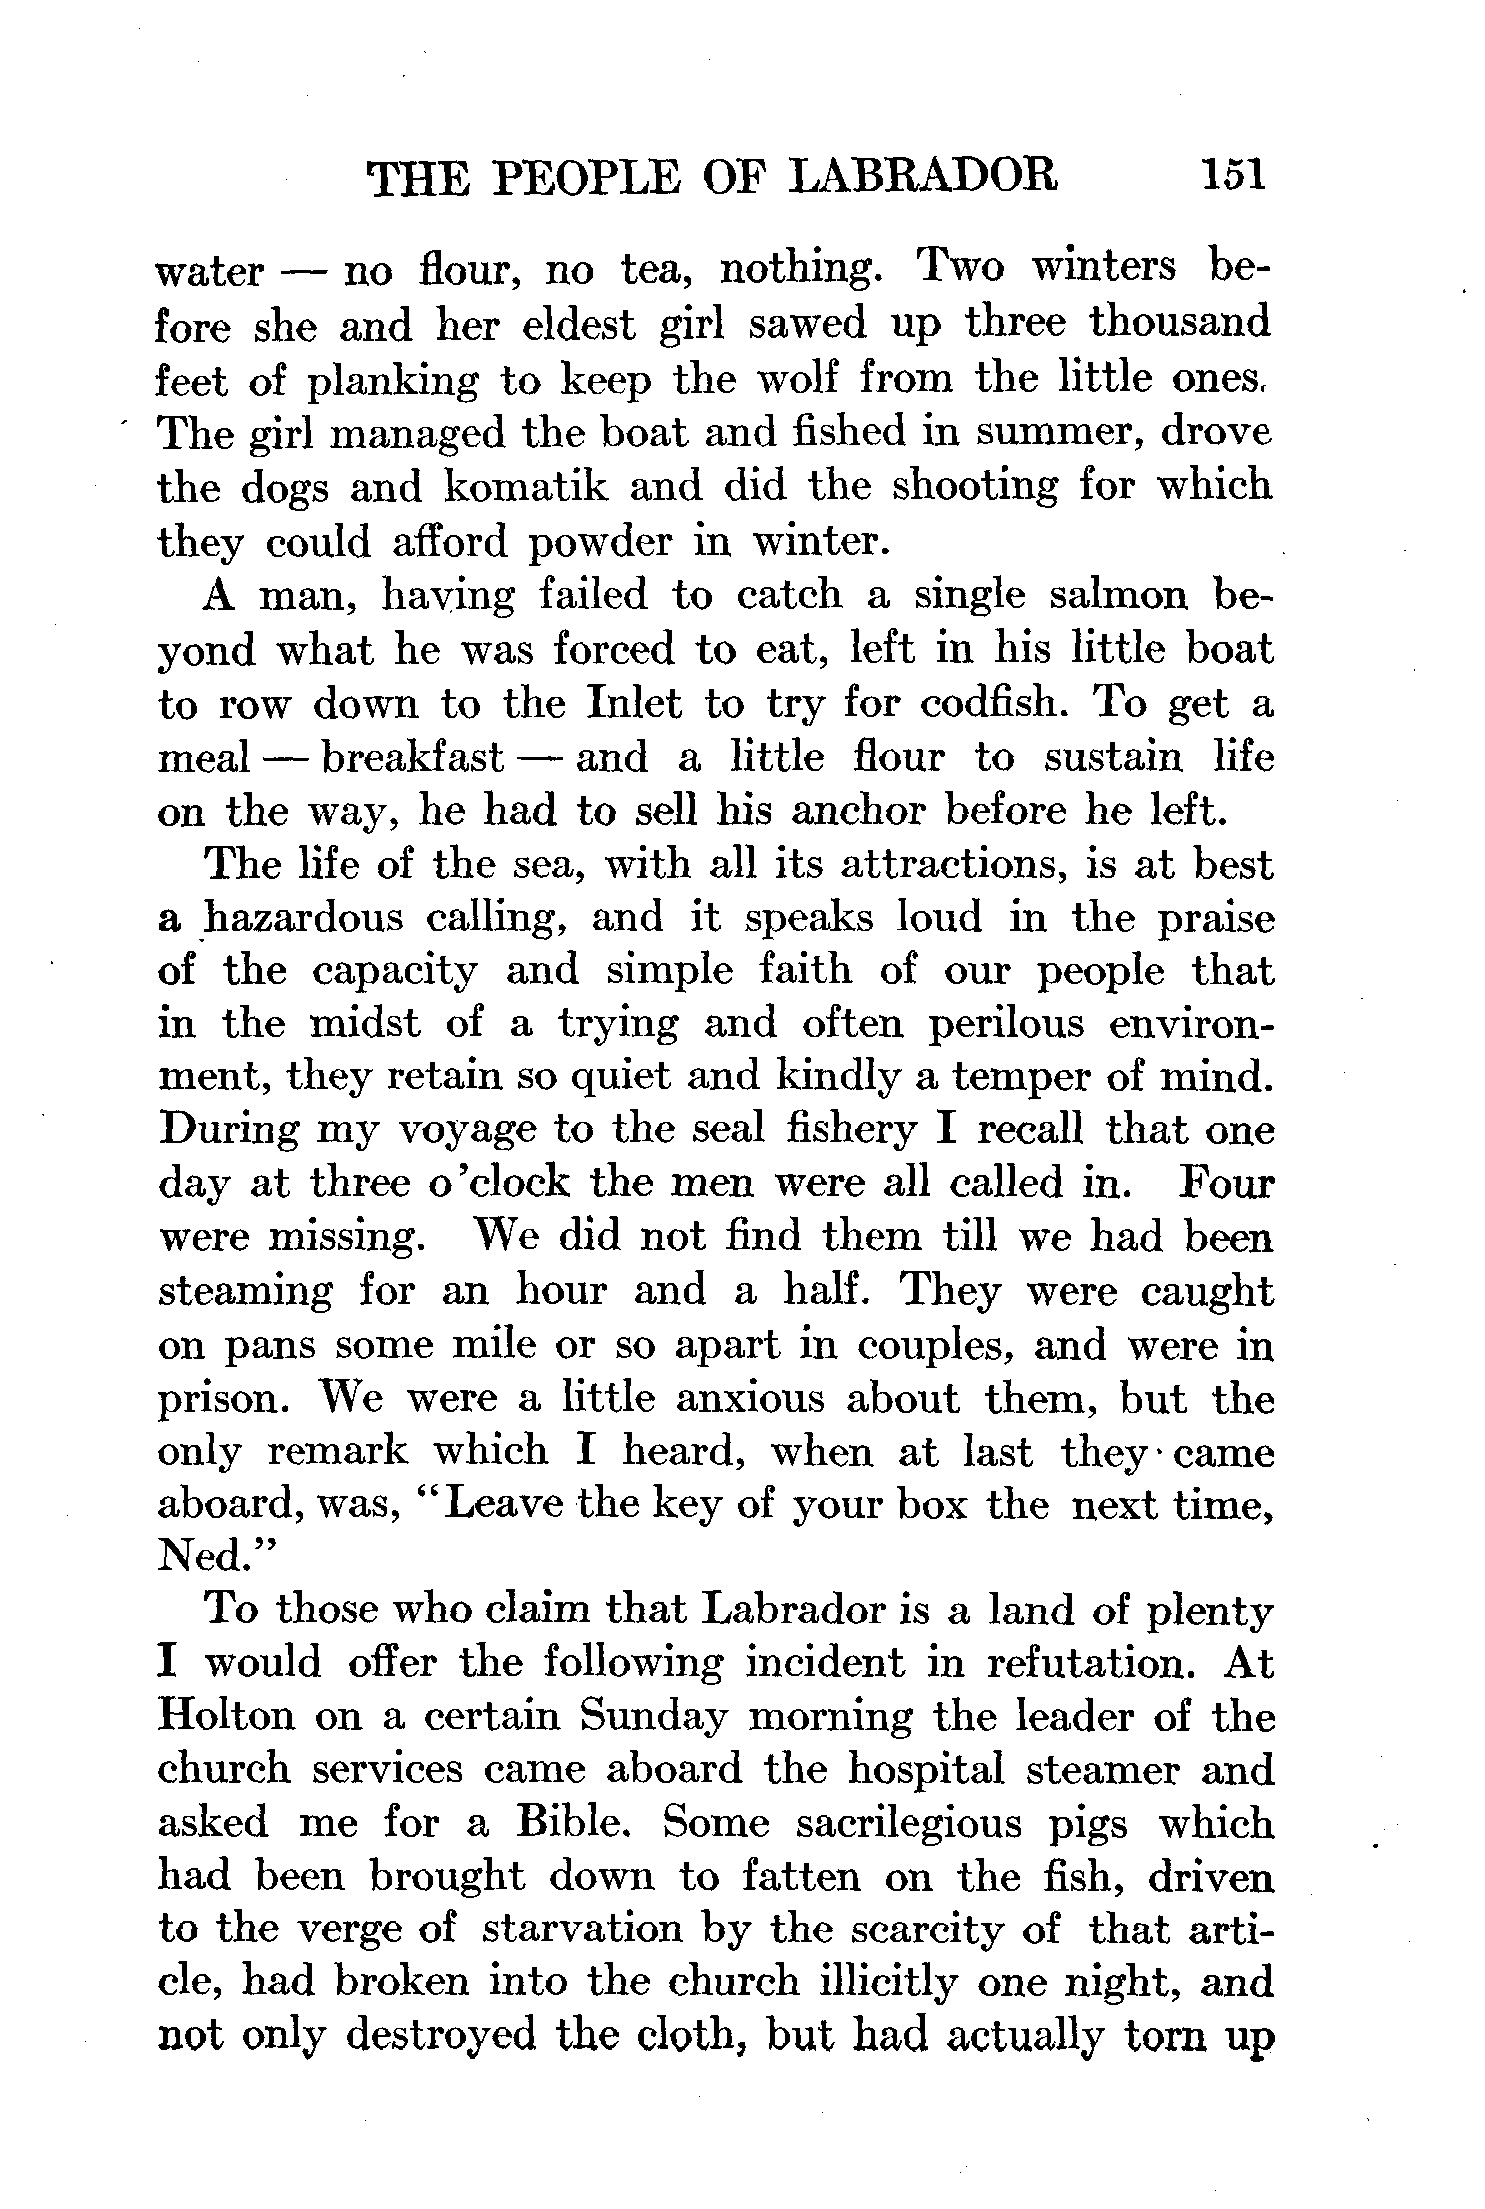 THE PEOPLE OF LABRADOR 151
water — no flour, no tea, nothing. Two winters be-
fore she and her eldest girl sawed up three thousand
feet of planking to keep the wolf from the little ones.
The girl managed the boat and fished in summer, drove
the dogs and komatik and did the shooting for which
they could afford powder in winter.
A man, having failed to catch a single salmon be-
yond what he was forced to eat, left in his little boat
to row down to the Inlet to try for codfish. To get a
meal — breakfast — and a little flour to sustain life
on the way, he had to sell his anchor before he left.
The life of the sea, with all its attractions, is at best
a hazardous calling, and it speaks loud in the praise
of the capacity and simple faith of our people that
in the midst of a trying and often perilous environ-
ment, they retain so quiet and kindly a temper of mind.
During my voyage to the seal fishery I recall that one
day at three o'clock the men were all called in. Four
were missing. We did not find them till we had been
steaming for an hour and a half. They were caught
on pans some mile or so apart in couples, and were in
prison. We were a little anxious about them, but the
only remark which I heard, when at last they came
aboard, was, "Leave the key of your box the next time,
Ned."
To those who claim that Labrador is a land of plenty
I would offer the following incident in refutation. At
Holton on a certain Sunday morning the leader of the
church services came aboard the hospital steamer and
asked me for a Bible. Some sacrilegious pigs which
had been brought down to fatten on the fish, driven
to the verge of starvation by the scarcity of that arti-
cle, had broken into the church illicitly one night, and
not only destroyed the cloth, but had actually torn up